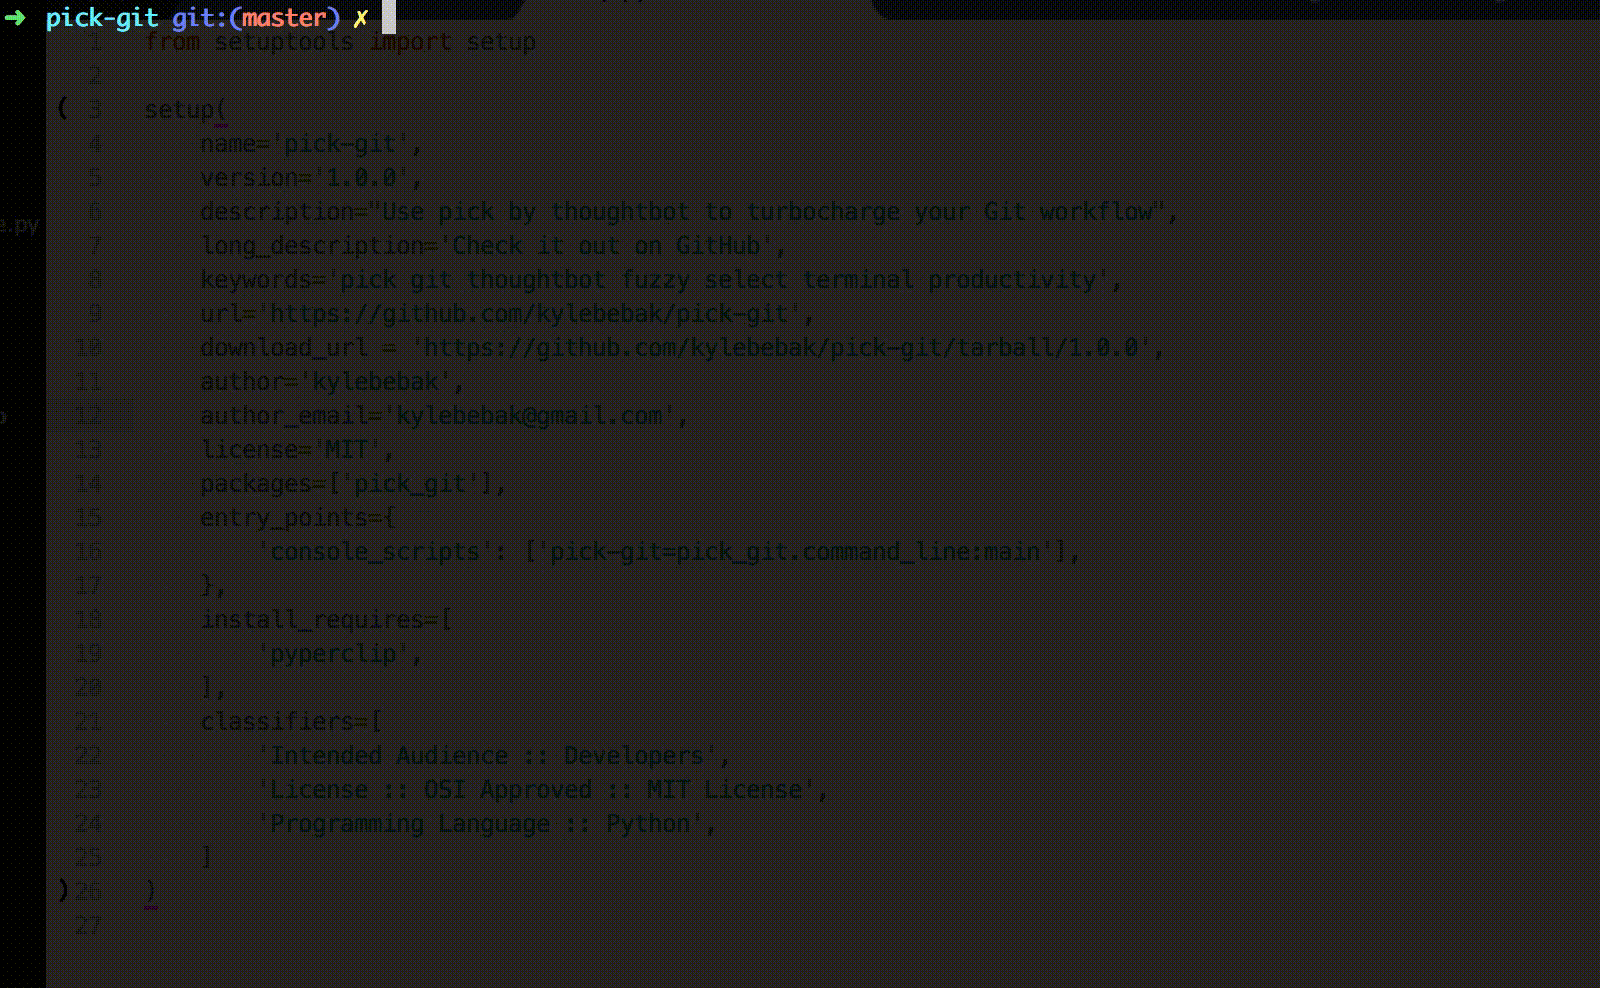 ➜ pick-git git:(master) ✗
1 from setuptools import setup
2
( 3 setup(
4 name='pick-git',
5 version='1.0.0',
6 description="Use pick by thoughtbot to turbocharge your Git workflow",
e.py
7 long_description='Check it out on GitHub',
8 keywords='pick git thoughtbot fuzzy select terminal productivity',
9 url='https://github.com/kylebebak/pick-git',
10 download_url = 'https://github.com/kylebebak/pick-git/tarball/1.0.0',
11 author='kylebebak',
12 author_email='kylebebak@gmail.com',
13 license='MIT',
14 packages=['pick_git'],
15 entry_points={
16 'console_scripts': ['pick-git=pick_git.command_line:main'],
17 },
18 install_requires=[
19 'pyperclip',
20 ],
21 classifiers=[
22 'Intended Audience :: Developers',
23 'License :: OSI Approved :: MIT License',
24 'Programming Language :: Python',
25 ]
) 26 )
27